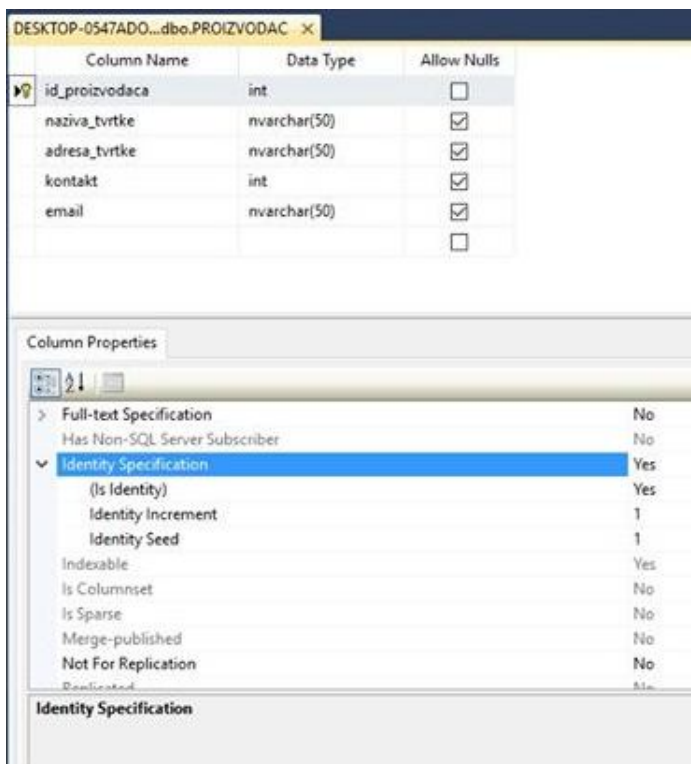 DESKTOP-0547ADO...dbo.PROIZVODAC
Column Name Data Type Allow Nulls
id_proizvodaca int
naziva_tvrtke nvarchar(50)
adresa_tvrtke nvarchar(50)
kontakt int
email nvarchar(50)
Column Properties
Full-text Specification No
Has Non-SQL Server Subscriber No
Identity Specification Yes
(Is Identity) Yes
Identity Increment 1
Identity Seed 1
Indexable Yes
Is Columnset No
Is Sparse No
Merge-published No
Not For Replication No
Replicated No
Identity Specification